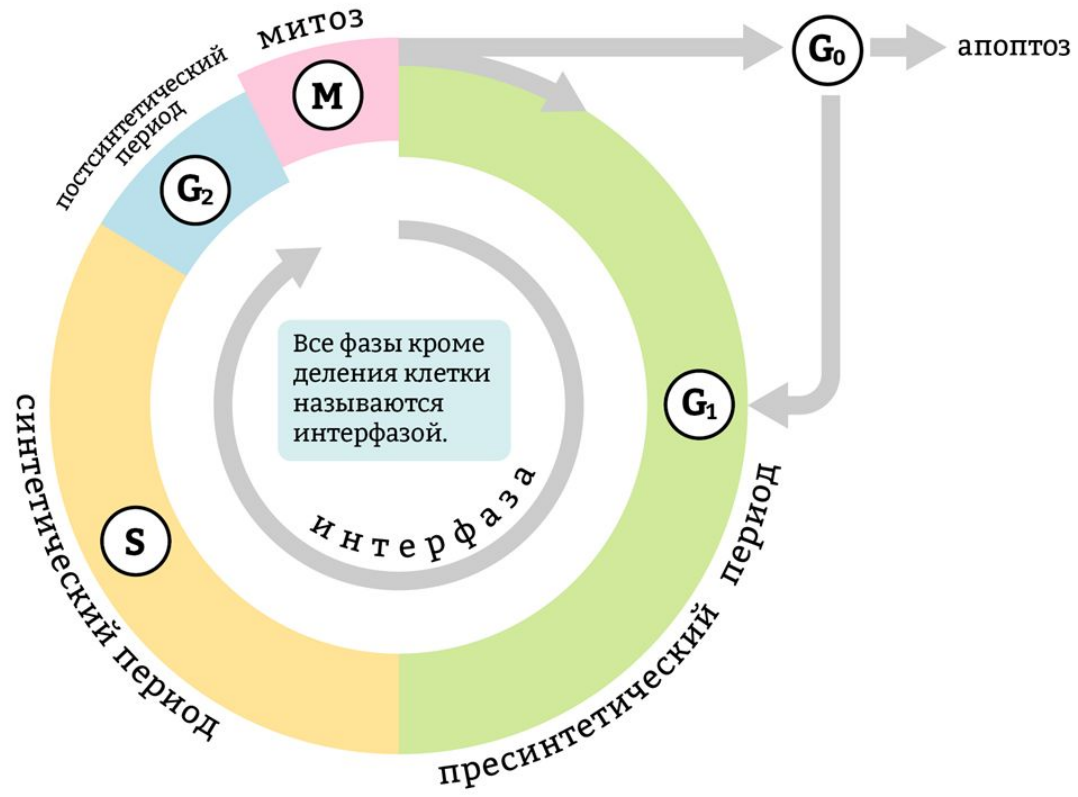 митоз
M
G₀
апоптоз
постсинтетический
период
G₂
Все фазы кроме
деления клетки
называются
интерфазой.
G₁
интерфаза
S
синтетический период
пресинтетический период